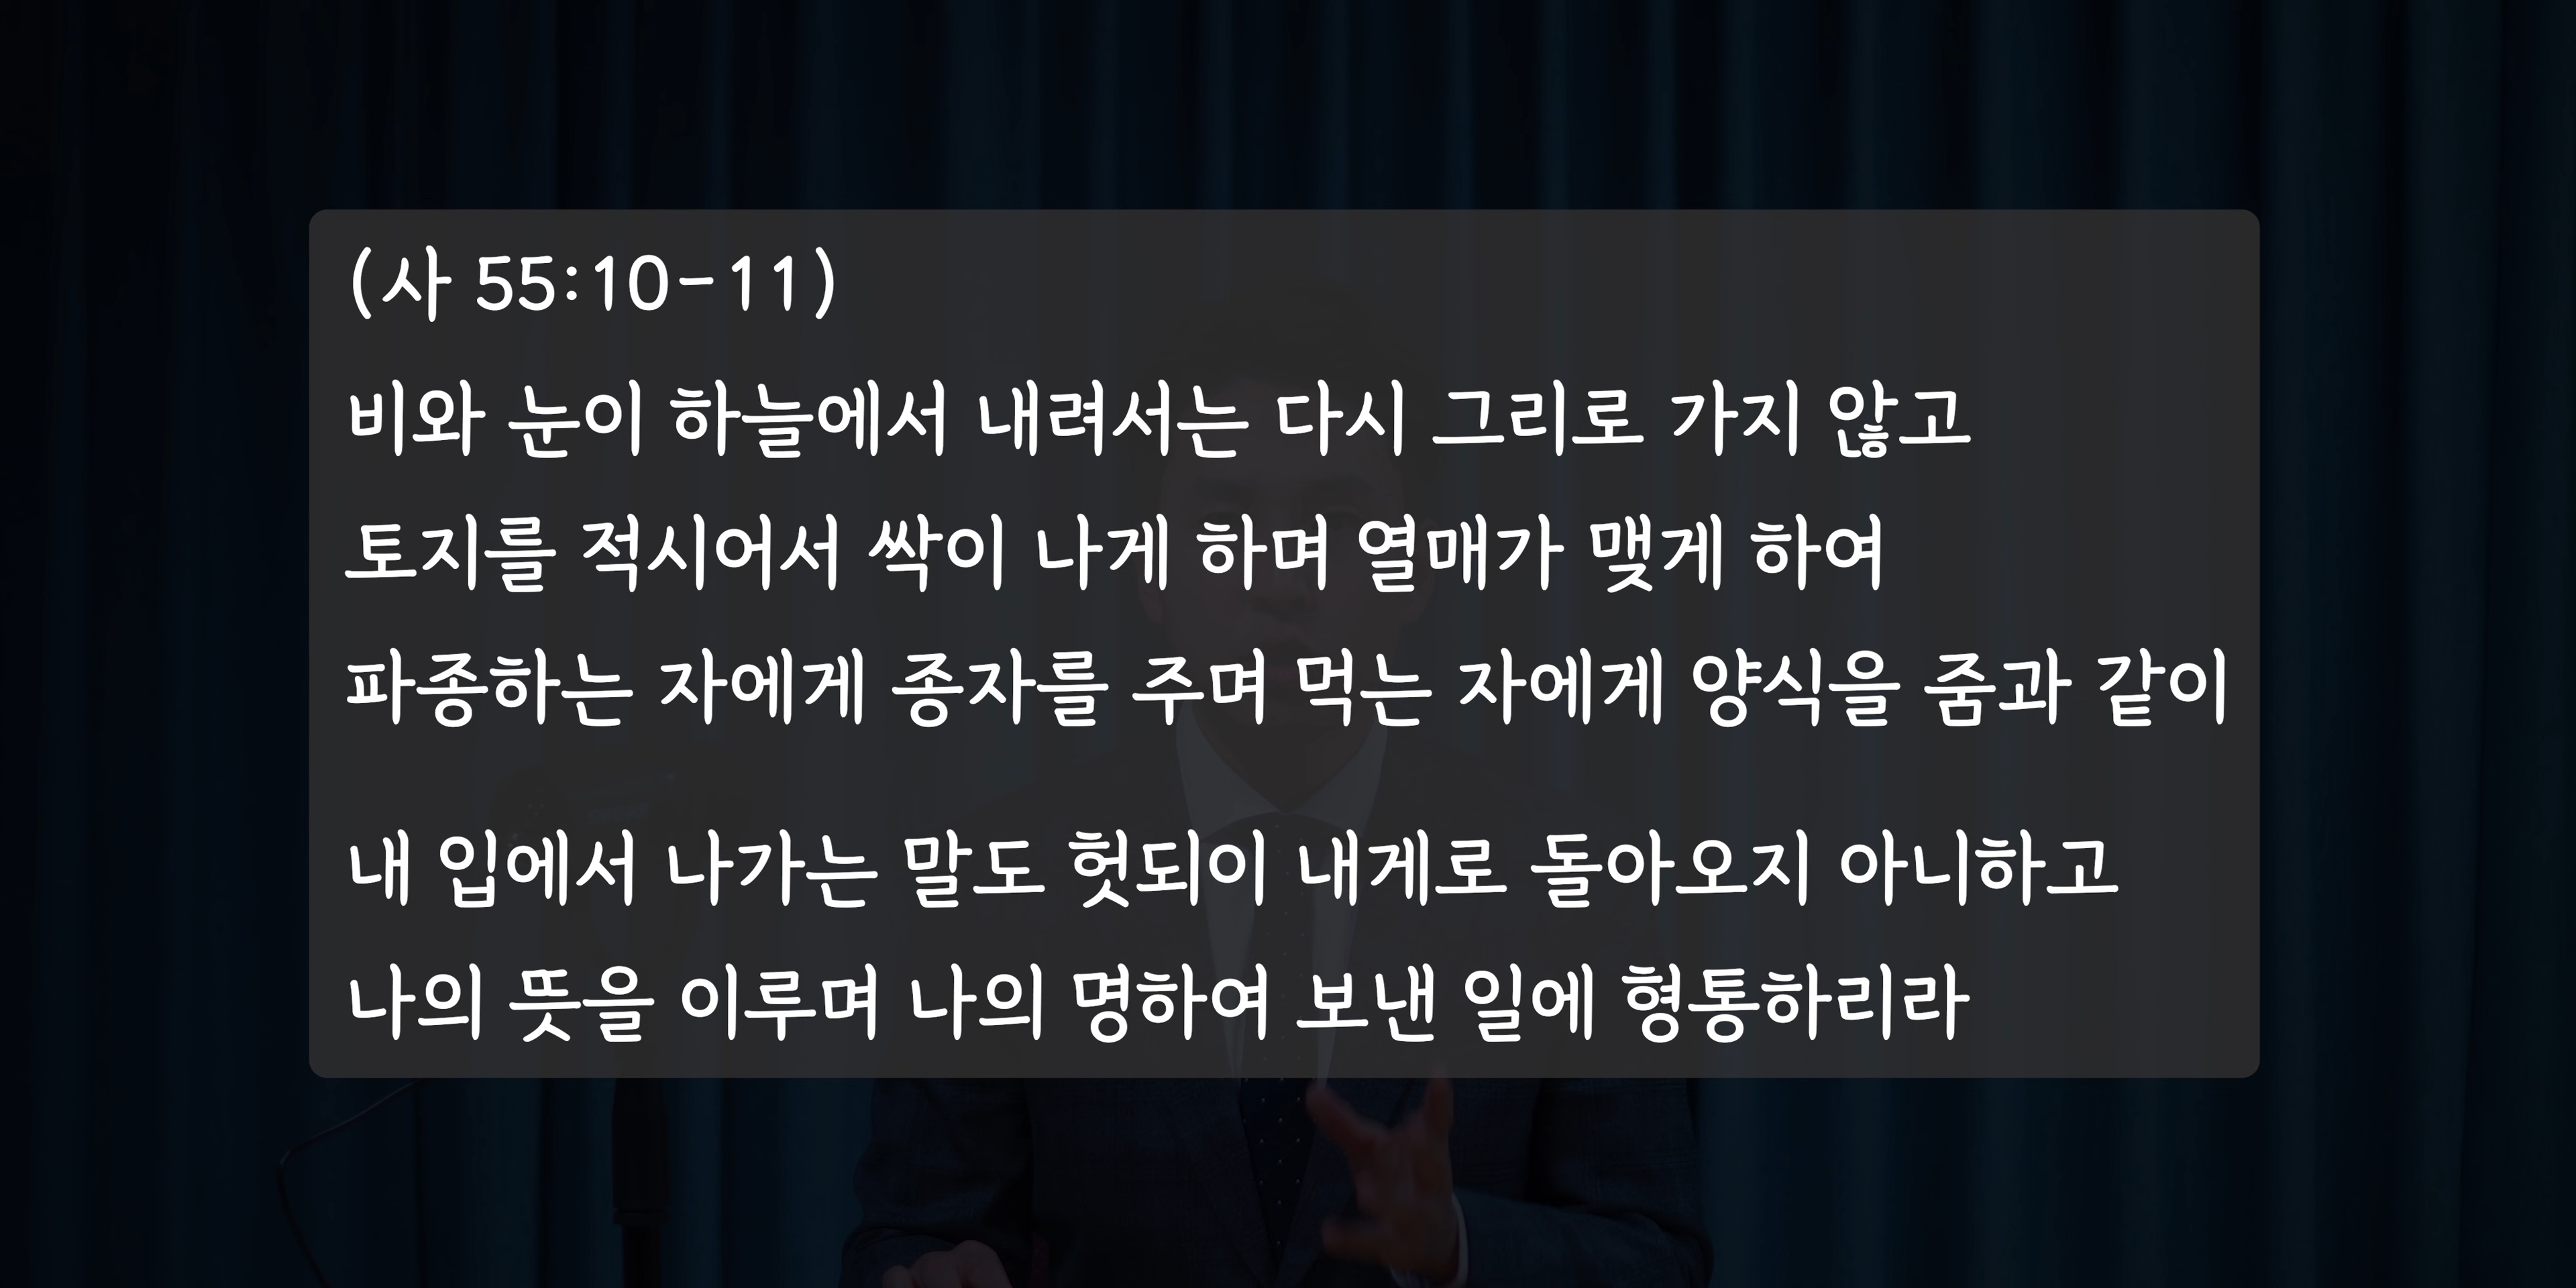 (사 55:10-11)
비와 눈이 하늘에서 내려서는 다시 그리로 가지 않고
토지를 적시어서 싹이 나게 하며 열매가 맺게 하여
파종하는 자에게 종자를 주며 먹는 자에게 양식을 줌과 같이
내 입에서 나가는 말도 헛되이 내게로 돌아오지 아니하고
나의 뜻을 이루며 나의 명하여 보낸 일에 형통하리라